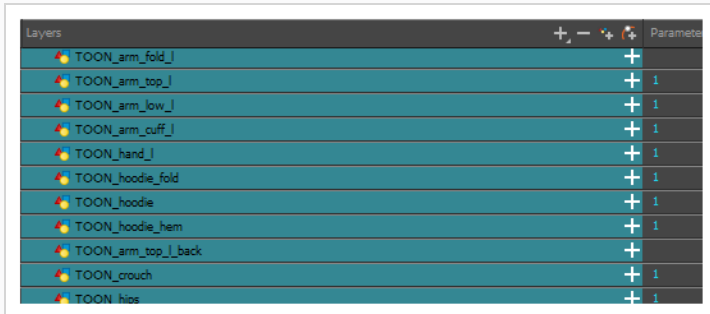 Layers Parameter
TOON_arm_fold_l
TOON_arm_top_l 1
TOON_arm_low_l 1
TOON_arm_cuff_l 1
TOON_hand_l 1
TOON_hoodie_fold 1
TOON_hoodie 1
TOON_hoodie_hem 1
TOON_arm_top_l_back
TOON_crouch 1
TOON_hips 1